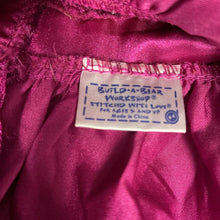 BUILD-A-BEAR
WORKSHOP®
STITCHED WITH LOVE®
FOR AGES 3 AND UP
Made in China